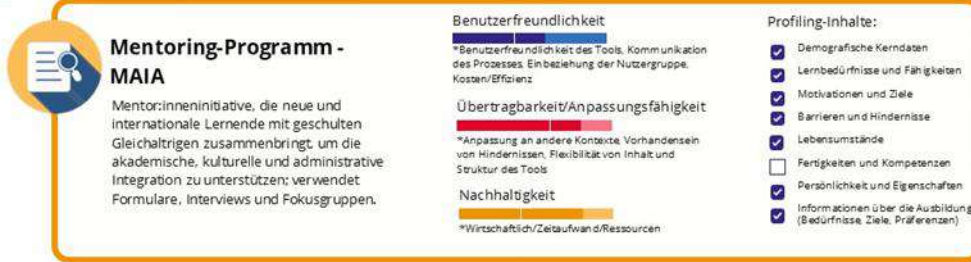 Mentoring-Programm -
MAIA
Mentor:inneninitiative, die neue und
internationale Lernende mit geschulten
Gleichaltrigen zusammenbringt, um die
akademische, kulturelle und administrative
Integration zu unterstützen; verwendet
Formulare, Interviews und Fokusgruppen.
Benutzerfreundlichkeit
*Benutzerfreundlichkeit des Tools, Kommunikation
des Prozesses, Einbeziehung der Nutzergruppe,
Kosten/Effizienz
Übertragbarkeit/Anpassungsfähigkeit
*Anpassung an andere Kontexte, Vorhandensein
von Hindernissen, Flexibilität von Inhalt und
Struktur des Tools
Nachhaltigkeit
*Wirtschaftlich/Zeitaufwand/Ressourcen
Profiling-Inhalte:
Demografische Kerndaten
Lernbedürfnisse und Fähigkeiten
Motivationen und Ziele
Barrieren und Hindernisse
Lebensumstände
Fertigkeiten und Kompetenzen
Persönlichkeit und Eigenschaften
Informationen über die Ausbildung
(Bedürfnisse, Ziele, Präferenzen)